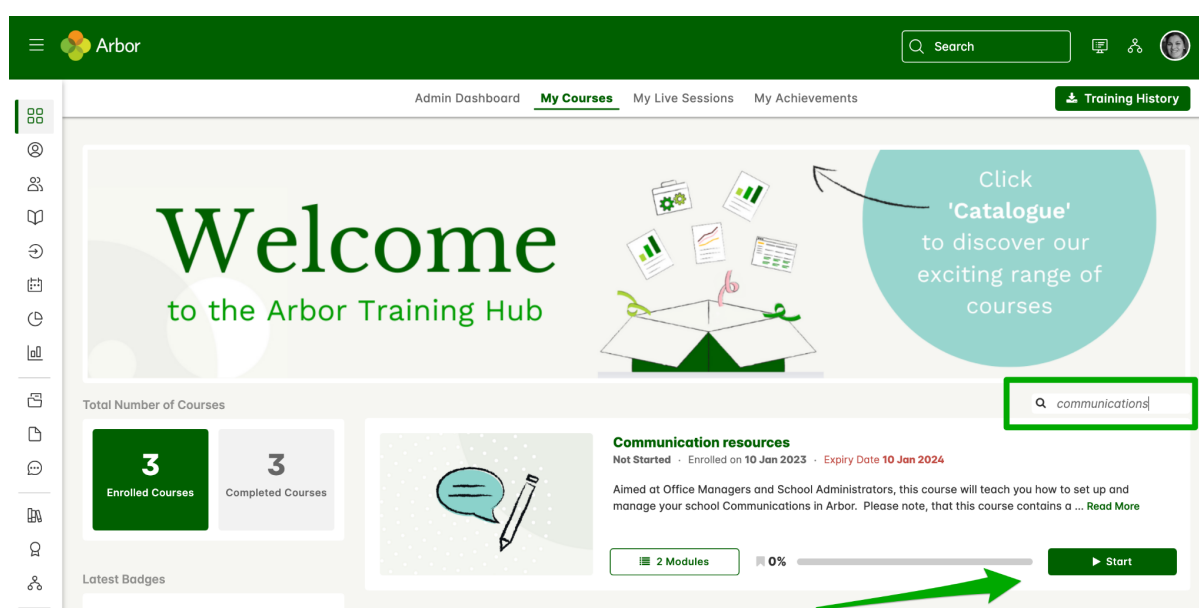 Arbor
Search
Admin Dashboard My Courses My Live Sessions My Achievements
Training History
Welcome
to the Arbor Training Hub
Click
'Catalogue'
to discover our
exciting range of
courses
Total Number of Courses
communications
3
Enrolled Courses
3
Completed Courses
Communication resources
Not Started · Enrolled on 10 Jan 2023 · Expiry Date 10 Jan 2024
Aimed at Office Managers and School Administrators, this course will teach you how to set up and
manage your school Communications in Arbor. Please note, that this course contains a ... Read More
2 Modules
0%
Start
Latest Badges